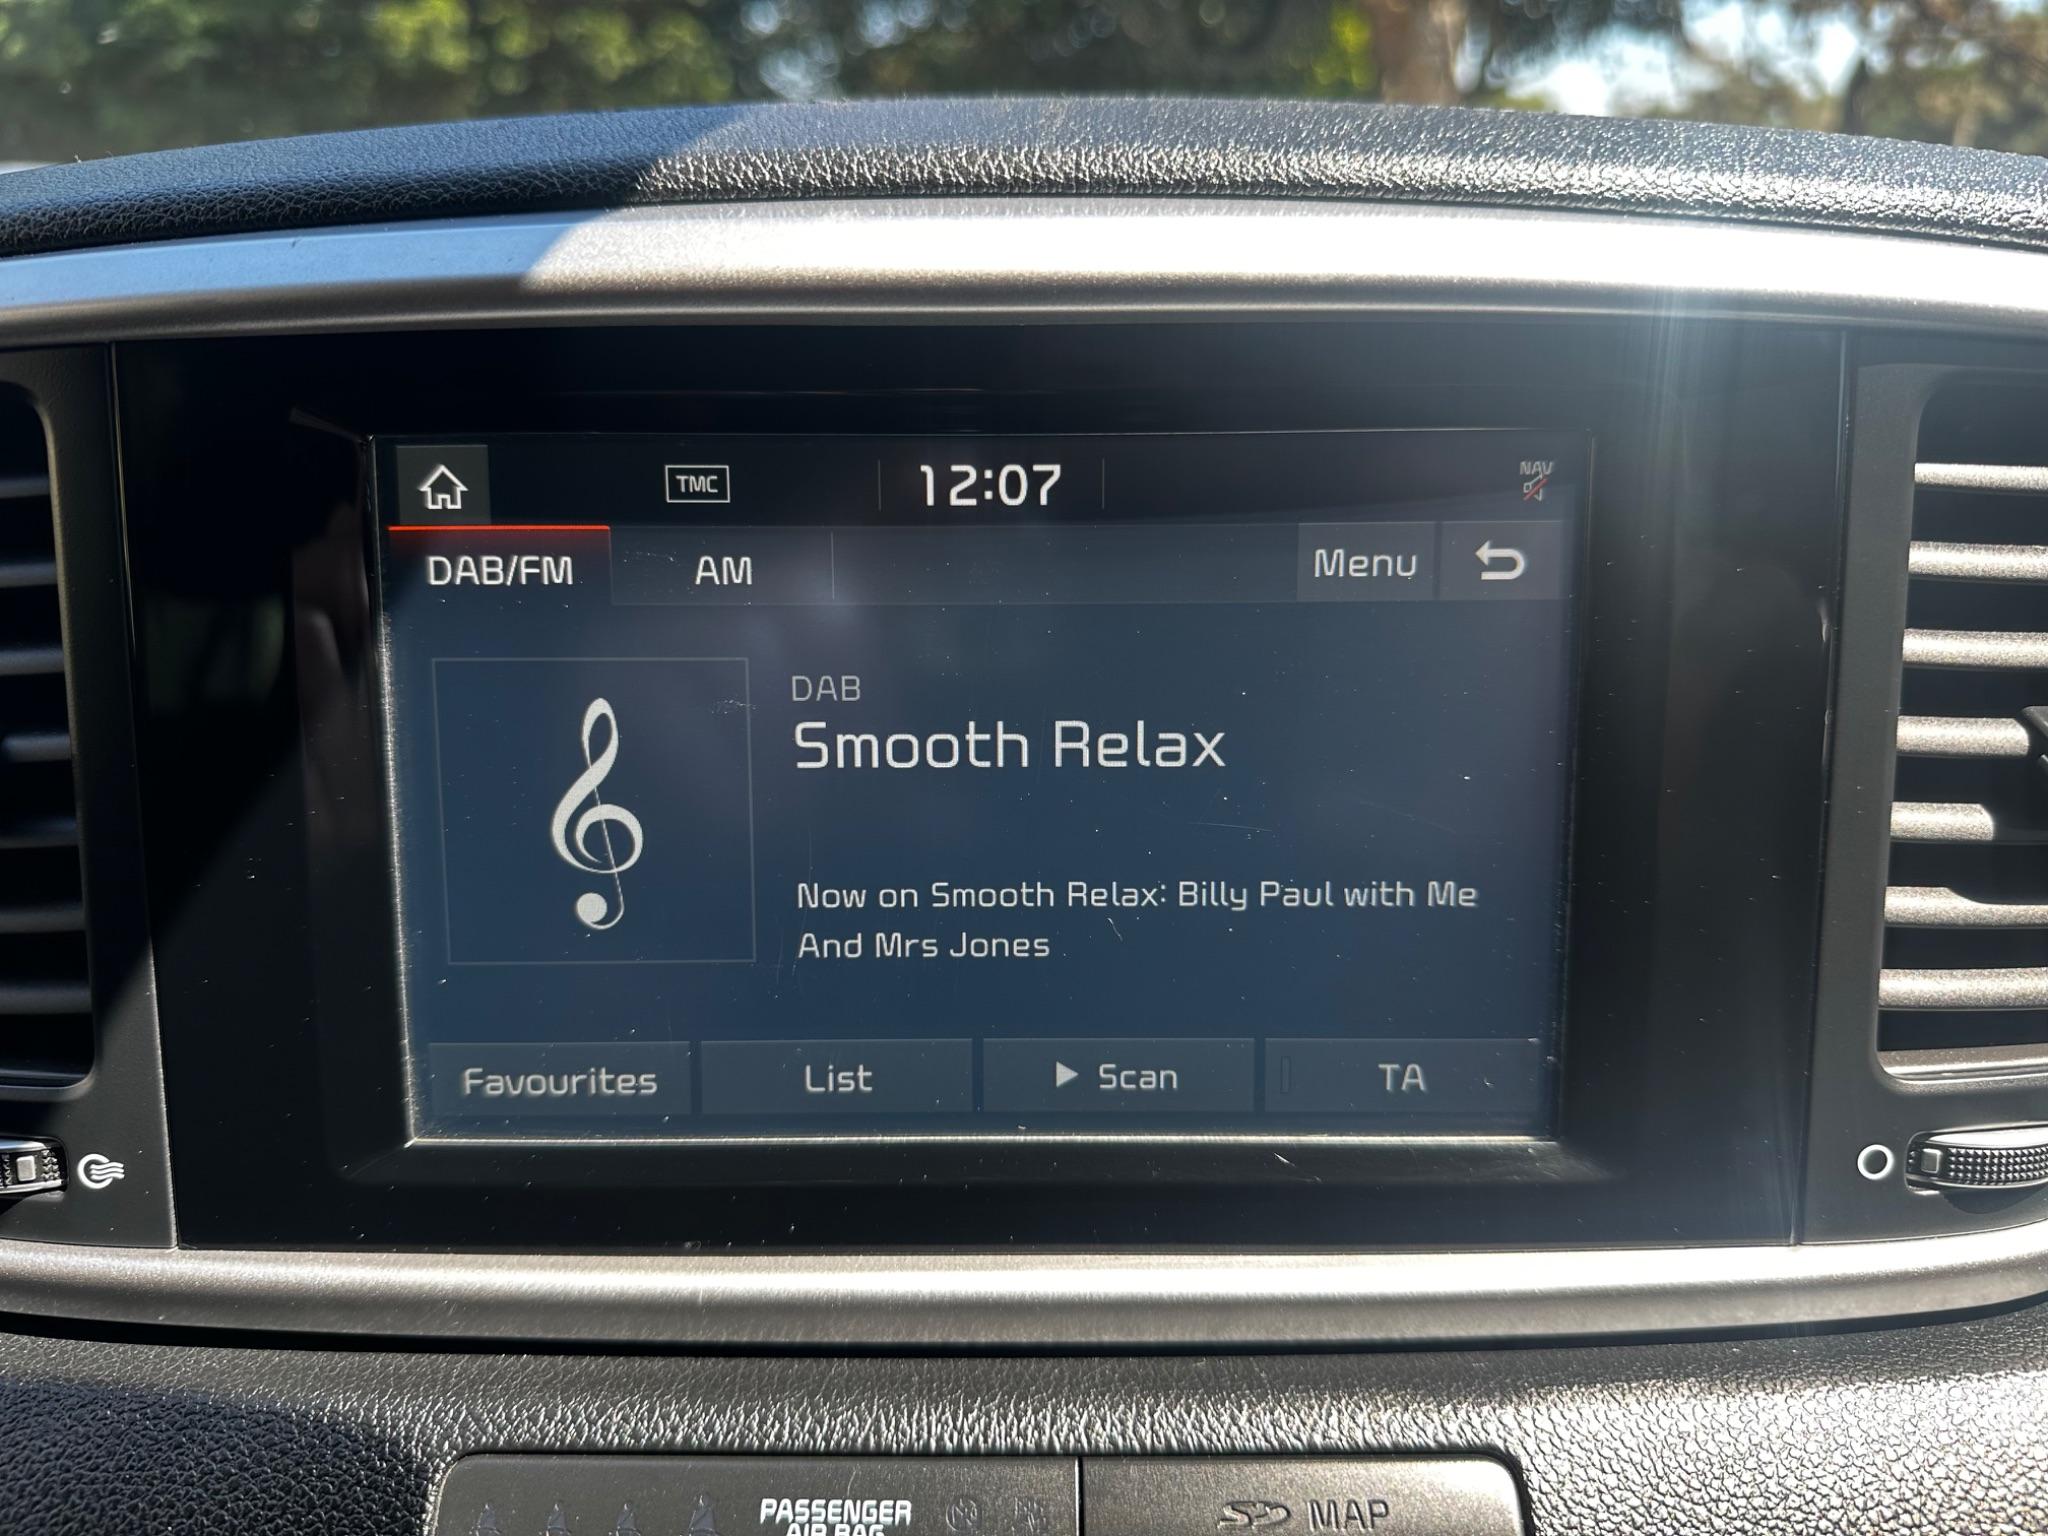 TMC
12:07
NAV
DAB/FM
AM
Menu
DAB
Smooth Relax
Now on Smooth Relax: Billy Paul with Me
And Mrs Jones
Favourites
List
Scan
TA
PASSENGER
AIR BAG
SD MAP